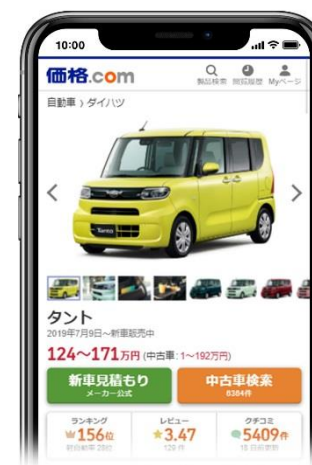 10:00
価格.com
製品検索 閲覧履歴 Myページ
自動車 › ダイハツ
Tanto
タント
2019年7月9日～新車販売中
124～171万円 (中古車: 1～192万円)
新車見積もり
メーカー公式
中古車検索
8384件
ランキング
156位
レビュー
3.47
129 件
クチコミ
5409件